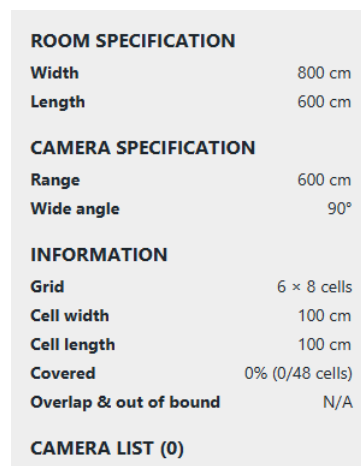 ROOM SPECIFICATION
Width 800 cm
Length 600 cm
CAMERA SPECIFICATION
Range 600 cm
Wide angle 90°
INFORMATION
Grid 6 × 8 cells
Cell width 100 cm
Cell length 100 cm
Covered 0% (0/48 cells)
Overlap & out of bound N/A
CAMERA LIST (0)